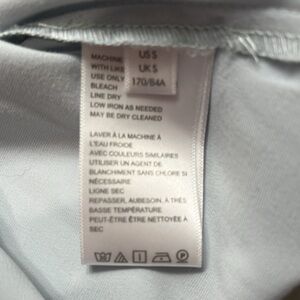 US S
UK S
170/84A
MACHINE
WITH LIKE
USE ONLY
BLEACH
LINE DRY
LOW IRON AS NEEDED
MAY BE DRY CLEANED
LAVER À LA MACHINE À
L'EAU FROIDE
AVEC COULEURS SIMILAIRES
UTILISER UN AGENT DE
BLANCHIMENT SANS CHLORE SI
NÉCESSAIRE
LIGNE SEC
REPASSER, AUBESOIN, À TRÈS
BASSE TEMPÉRATURE
PEUT-ÊTRE ÊTRE NETTOYÉE À
SEC